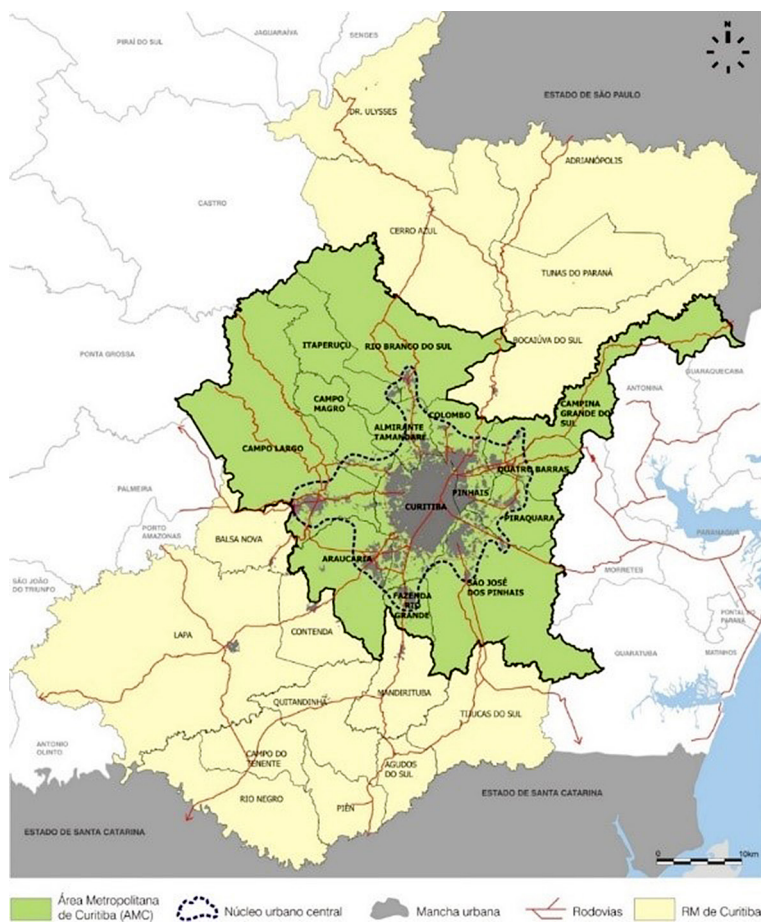 JAGUARAÍVA
SENGES
PIRAÍ DO SUL
N
ESTADO DE SÃO PAULO
DR. ULYSSES
ADRIANÓPOLIS
CASTRO
CERRO AZUL
TUNAS DO PARANÁ
ITAPERUÇU
RIO BRANCO DO SUL
BOCAIÚVA DO SUL
PONTA GROSSA
GUARAQUEÇABA
ANTONINA
CAMPO
MAGRO
COLOMBO
CAMPINA
GRANDE DO
SUL
ALMIRANTE
TAMANDARÉ
CAMPO LARGO
QUATRO BARRAS
PINHAIS
CURITIBA
PALMEIRA
PIRAQUARA
PORTO
AMAZONAS
BALSA NOVA
PARANAGUÁ
ARAUCÁRIA
MORRETES
SÃO JOÃO
DO TRIUNFO
SÃO JOSÉ
DOS PINHAIS
FAZENDA
RIO
GRANDE
PONTAL DO
PARANÁ
LAPA
CONTENDA
GUARATUBA
MATINHOS
MANDIRITUBA
QUITANDINHA
TIJUCAS DO SUL
ANTONIO
OLINTO
CAMPO DO
TENENTE
AGUDOS
DO SUL
RIO NEGRO
PIÊN
ESTADO DE SANTA CATARINA
ESTADO DE SANTA CATARINA
0 10km
Área Metropolitana
de Curitiba (AMC)
Núcleo urbano central
Mancha urbana
Rodovias
RM de Curitiba